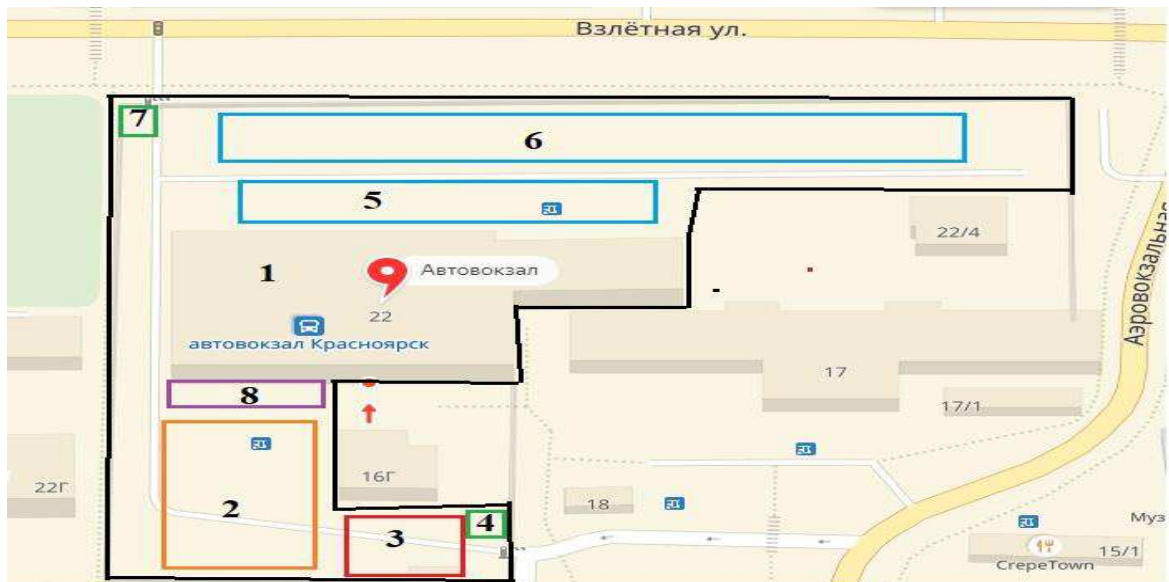 Взлётная ул.
7
6
5
22/4
1
Автовокзал
Аэровокзальная
22
автовокзал Красноярск
17
8
17/1
16Г
22Г
2
18
3
4
Муз
15/1
CrepeTown